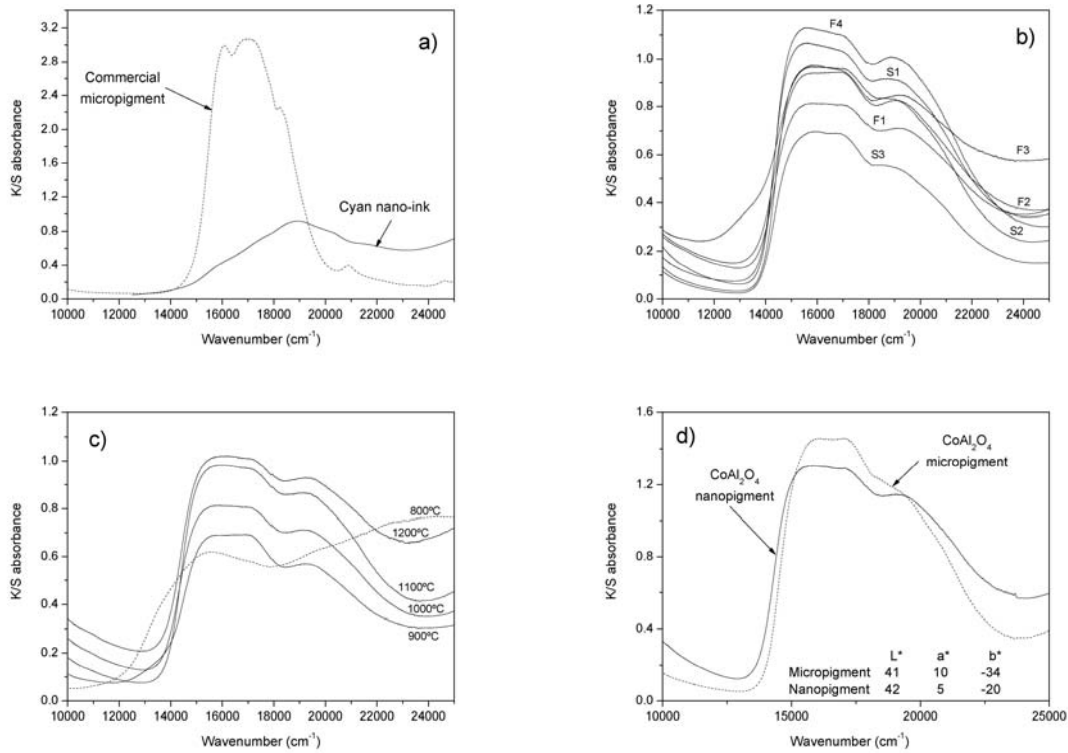 a)
Commercial
micropigment
Cyan nano-ink
K/S absorbance
3.2
2.8
2.4
2.0
1.6
1.2
0.8
0.4
0.0
10000 12000 14000 16000 18000 20000 22000 24000
Wavenumber (cm⁻¹)
b)
F4
S1
F1
S3
F3
F2
S2
K/S absorbance
1.2
1.0
0.8
0.6
0.4
0.2
0.0
10000 12000 14000 16000 18000 20000 22000 24000
Wavenumber (cm⁻¹)
c)
800ºC
1200ºC
1100ºC
1000ºC
900ºC
K/S absorbance
1.2
1.0
0.8
0.6
0.4
0.2
0.0
10000 12000 14000 16000 18000 20000 22000 24000
Wavenumber (cm⁻¹)
d)
CoAl₂O₄
micropigment
CoAl₂O₄
nanopigment
L* a* b*
Micropigment 41 10 -34
Nanopigment 42 5 -20
K/S absorbance
1.6
1.2
0.8
0.4
0.0
10000 15000 20000 25000
Wavenumber (cm⁻¹)